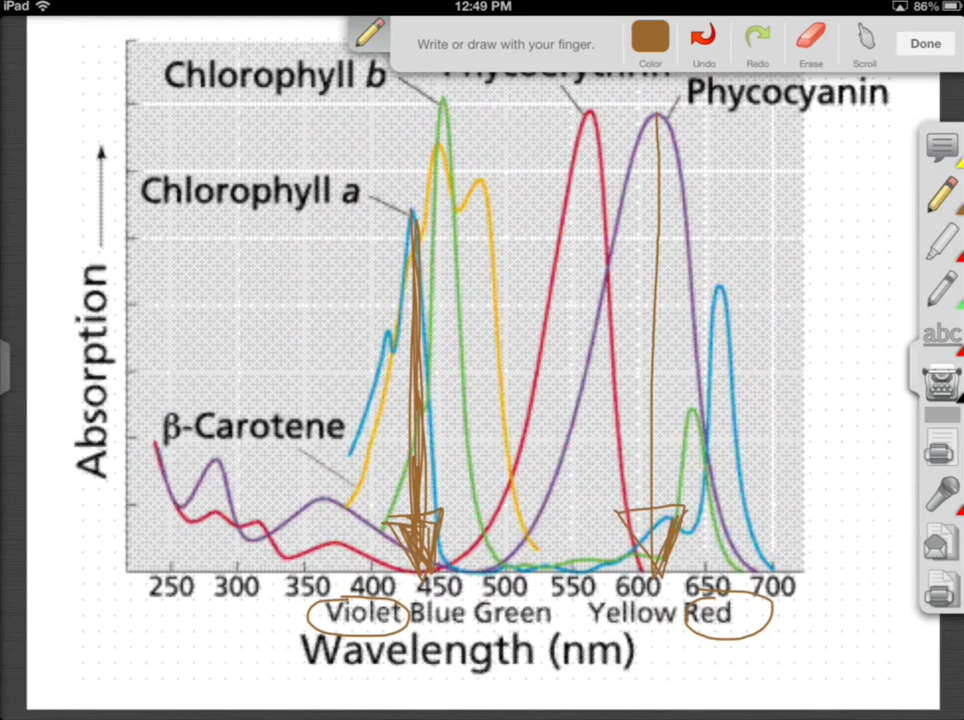 iPad 12:49 PM 86%
Write or draw with your finger.
Color Undo Redo Erase Scroll Done
Chlorophyll b
Phycocyanin
Chlorophyll a
abc
Absorption
β-Carotene
250 300 350 400 450 500 550 600 650 700
Violet Blue Green Yellow Red
Wavelength (nm)